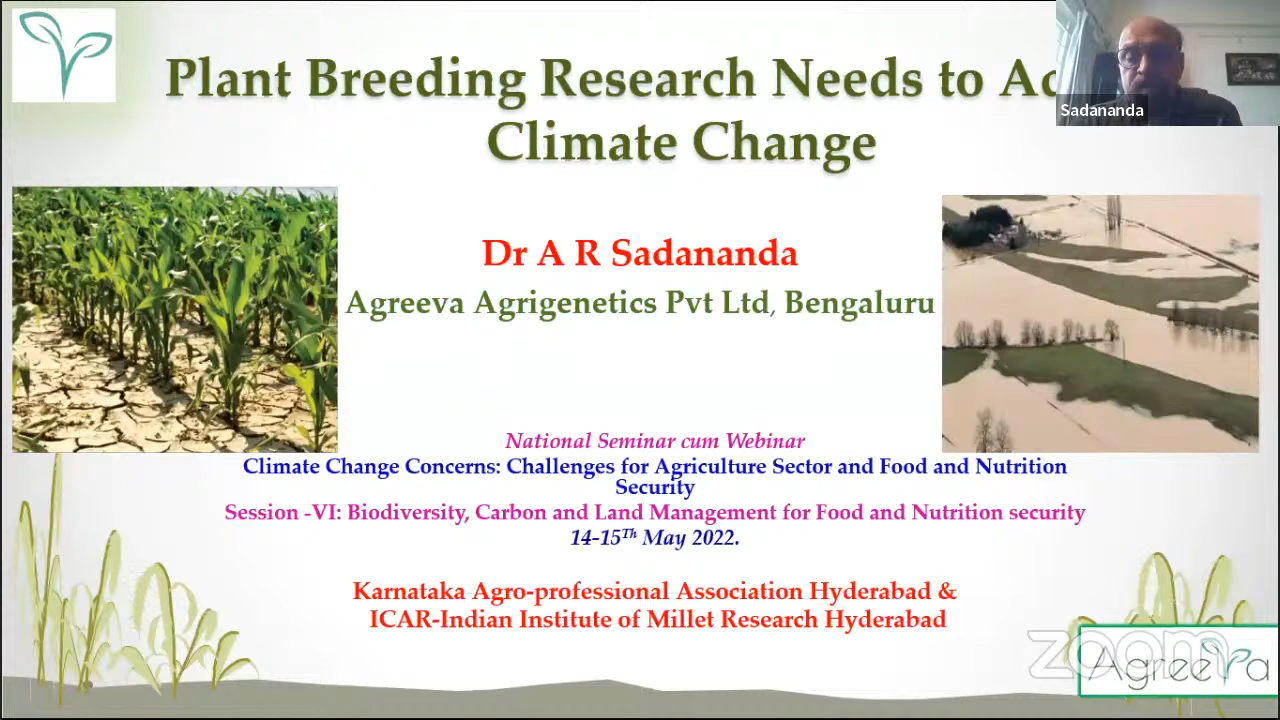 Plant Breeding Research Needs to
Climate Change
Sadananda
Dr A R Sadananda
Agreeva Agrigenetics Pvt Ltd, Bengaluru
National Seminar cum Webinar
Climate Change Concerns: Challenges for Agriculture Sector and Food and Nutrition
Security
Session -VI: Biodiversity, Carbon and Land Management for Food and Nutrition security
14-15Th May 2022.
Karnataka Agro-professional Association Hyderabad &
ICAR-Indian Institute of Millet Research Hyderabad
zoom
Agreeva